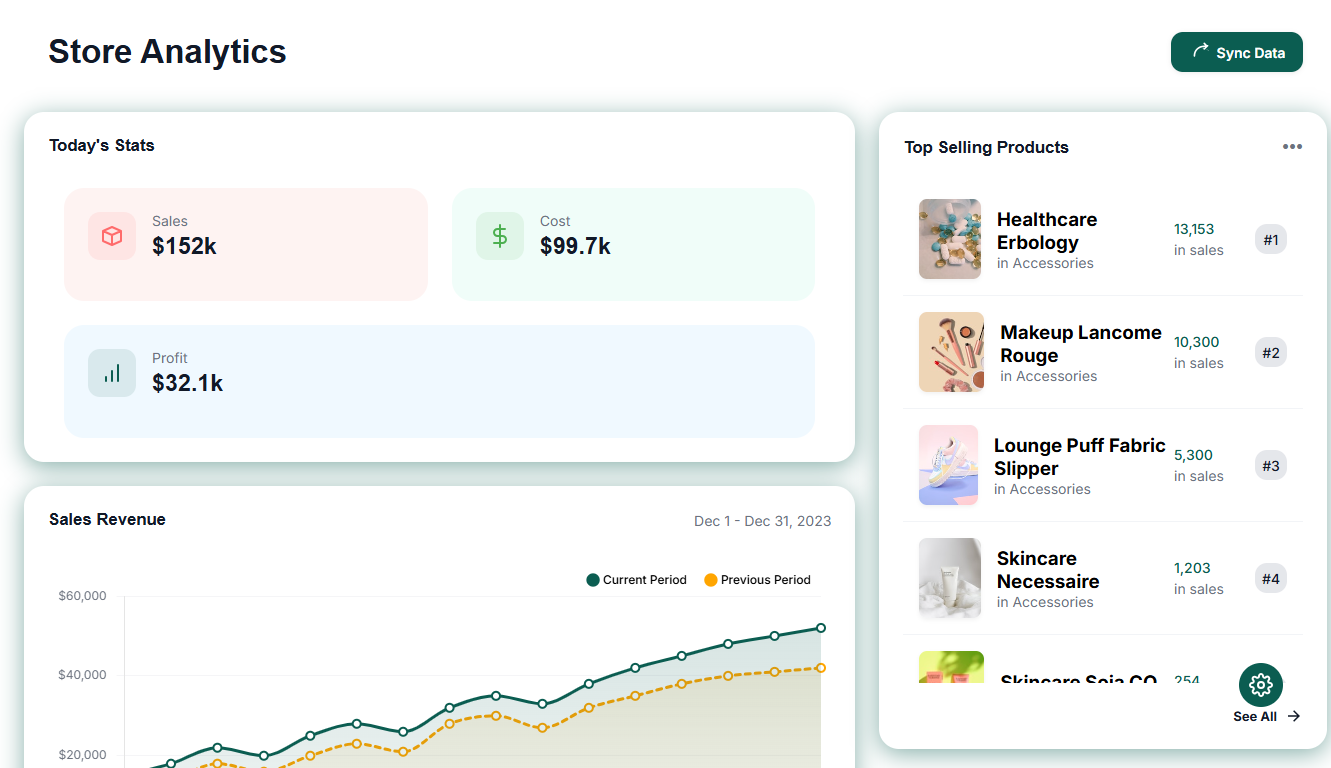 Store Analytics
Sync Data
Today's Stats
Sales
$152k
Cost
$99.7k
Profit
$32.1k
Sales Revenue
Dec 1 - Dec 31, 2023
Current Period
Previous Period
$60,000
$40,000
$20,000
Top Selling Products
Healthcare
Erbology
in Accessories
13,153
in sales
#1
Makeup Lancome
Rouge
in Accessories
10,300
in sales
#2
Lounge Puff Fabric
Slipper
in Accessories
5,300
in sales
#3
Skincare
Necessaire
in Accessories
1,203
in sales
#4
Skincare Soja CO
254
See All